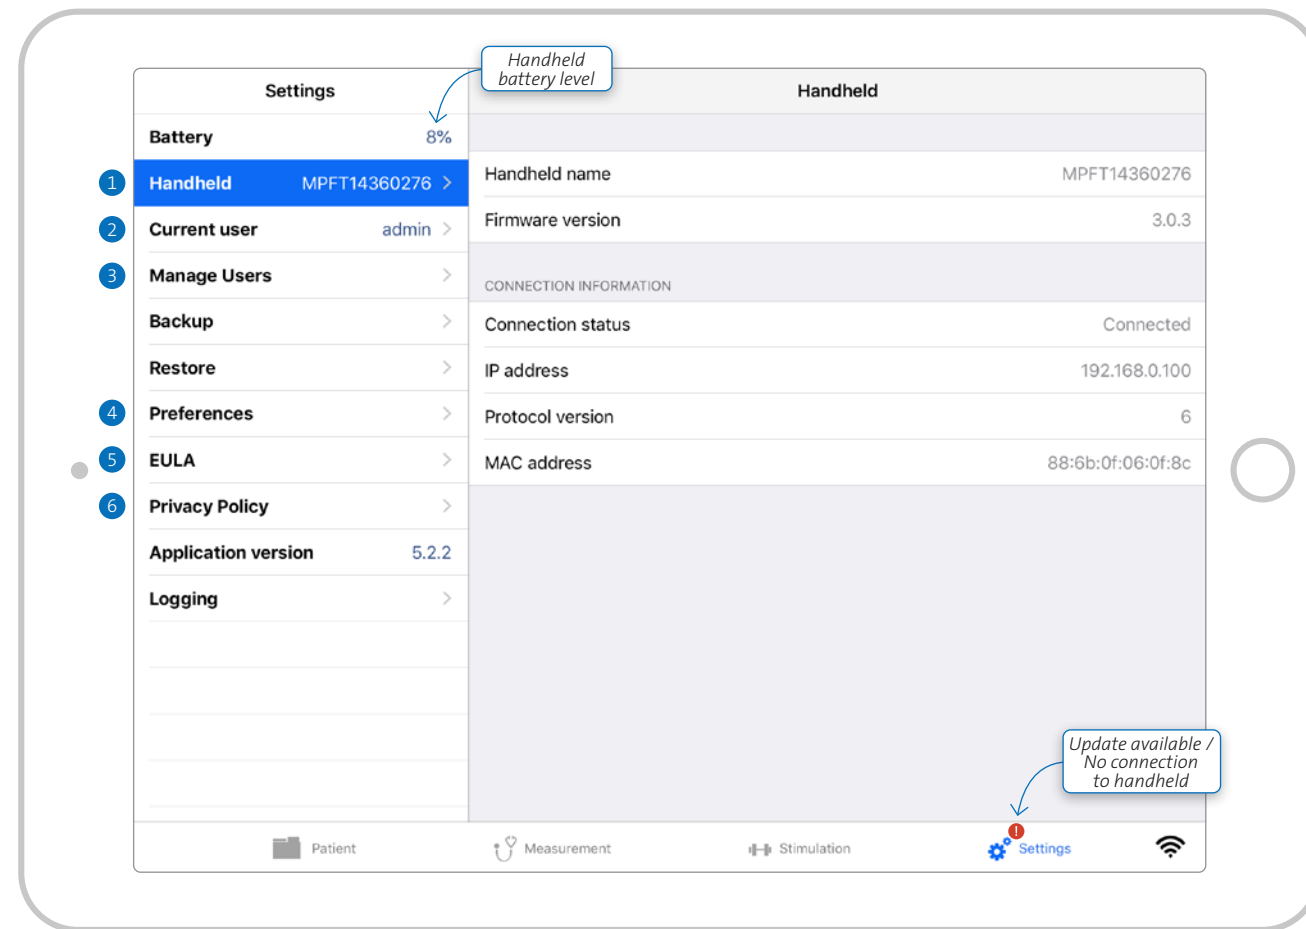 Handheld
battery level
Settings
Handheld
Battery 8%
1 Handheld MPFT14360276 >
2 Current user admin >
3 Manage Users >
Backup >
Restore >
4 Preferences >
5 EULA >
6 Privacy Policy >
Application version 5.2.2
Logging >
Handheld name MPFT14360276
Firmware version 3.0.3
CONNECTION INFORMATION
Connection status Connected
IP address 192.168.0.100
Protocol version 6
MAC address 88:6b:0f:06:0f:8c
Update available /
No connection
to handheld
!
Patient Measurement Stimulation Settings